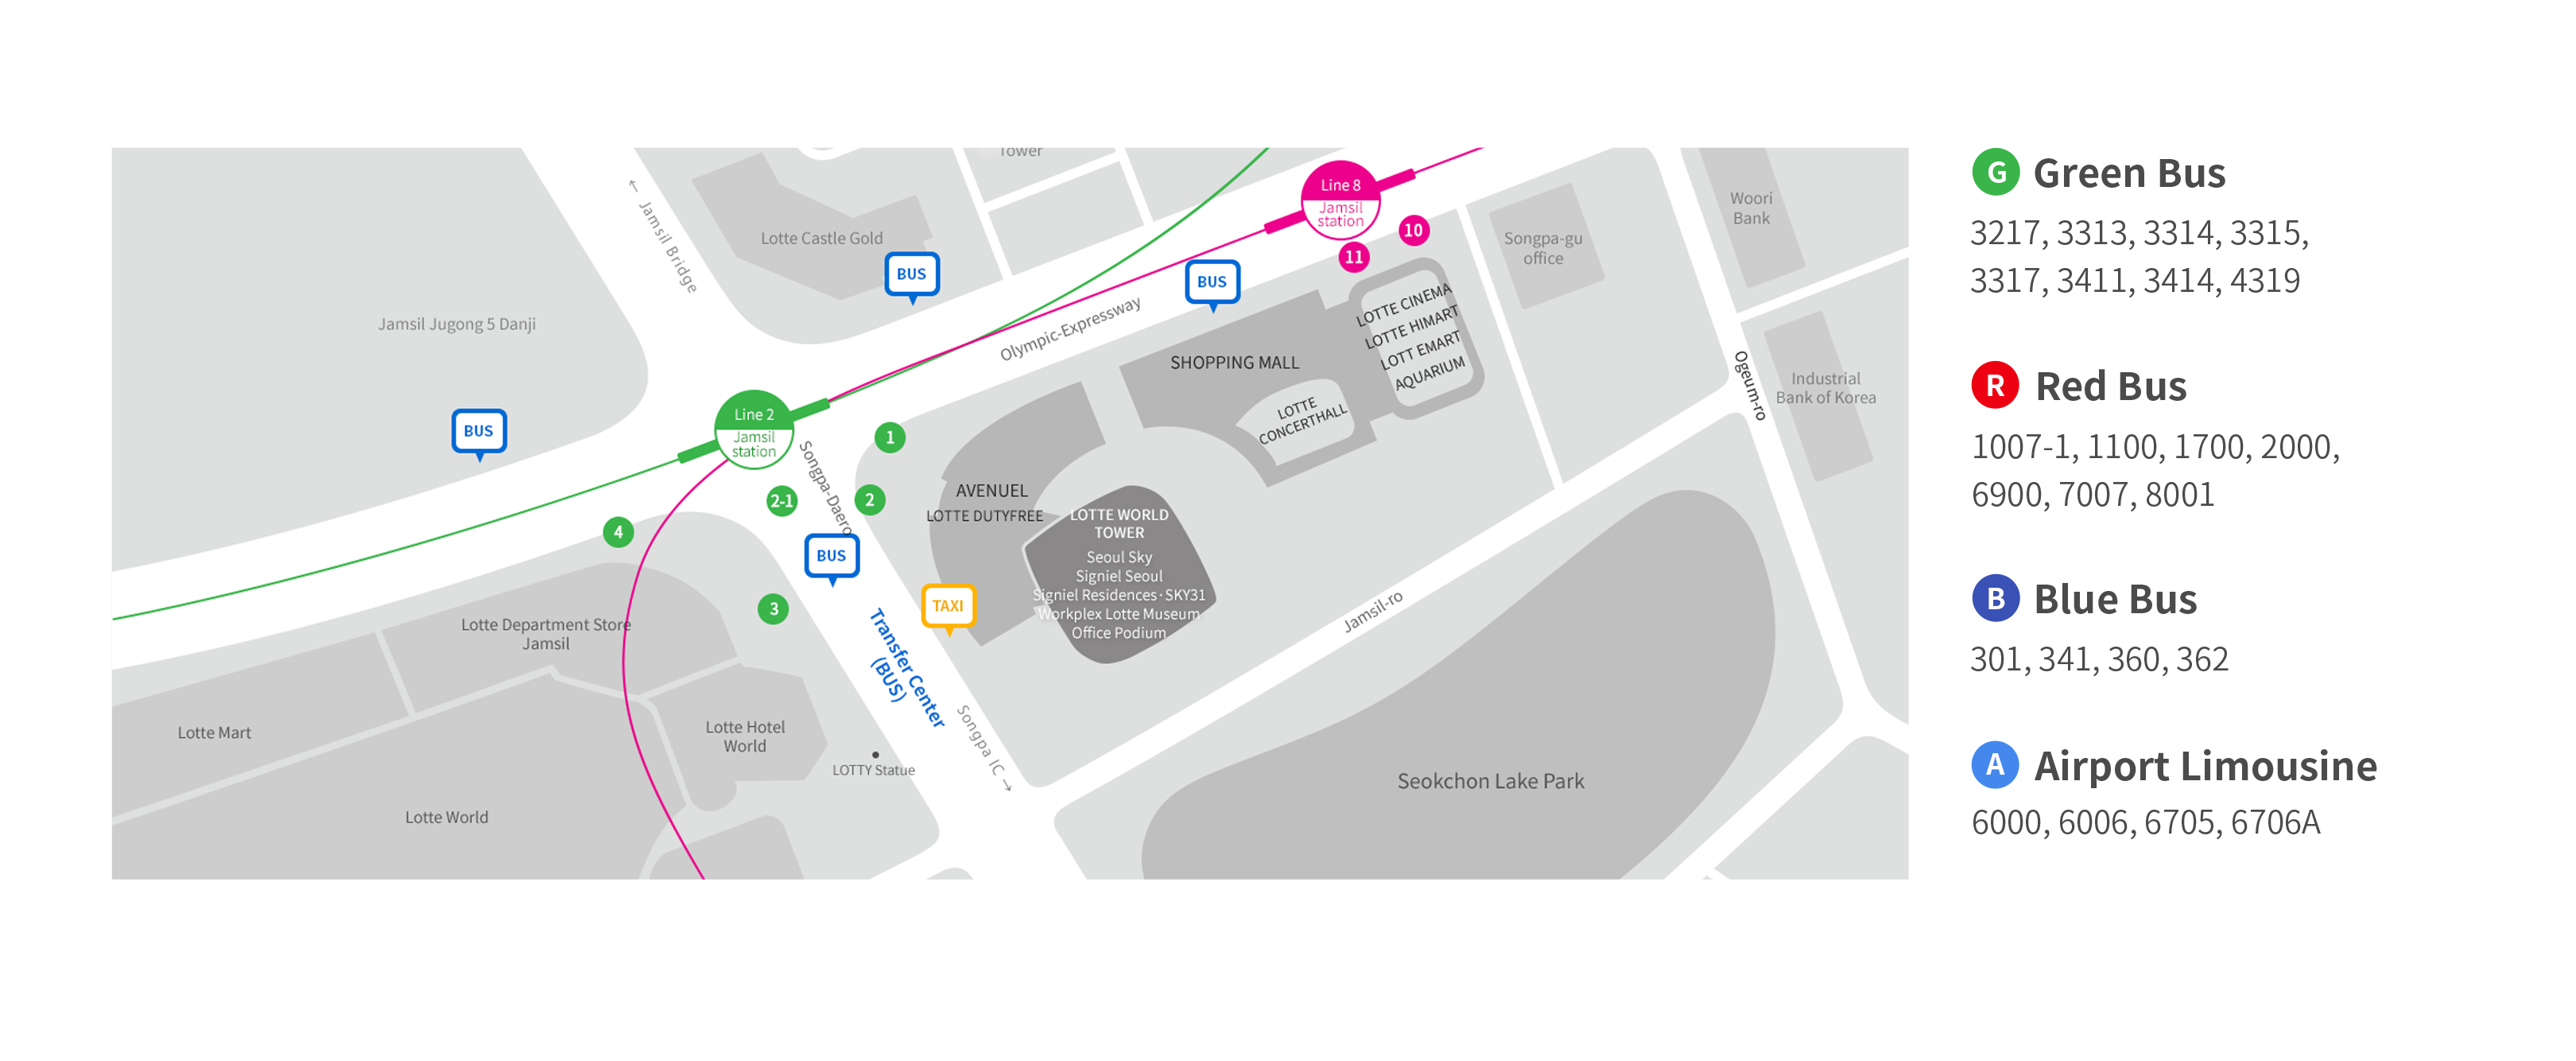 Tower
← Jamsil Bridge
Lotte Castle Gold
BUS
Line 8
Jamsil
station
10
11
BUS
Songpa-gu
office
Woori
Bank
Jamsil Jugong 5 Danji
Olympic-Expressway
SHOPPING MALL
LOTTE CINEMA
LOTTE HIMART
LOTT EMART
AQUARIUM
LOTTE
CONCERTHALL
Ogeum-ro
Industrial
Bank of Korea
BUS
Line 2
Jamsil
station
1
2-1
2
Songpa-Daero
4
BUS
3
AVENUEL
LOTTE DUTYFREE
LOTTE WORLD
TOWER
Seoul Sky
Signiel Seoul
Signiel Residences·SKY31
Workplex Lotte Museum
Office Podium
TAXI
Jamsil-ro
Transfer Center
(BUS)
Songpa IC →
Lotte Department Store
Jamsil
Lotte Mart
Lotte Hotel
World
LOTTY Statue
Lotte World
Seokchon Lake Park
G Green Bus
3217, 3313, 3314, 3315,
3317, 3411, 3414, 4319
R Red Bus
1007-1, 1100, 1700, 2000,
6900, 7007, 8001
B Blue Bus
301, 341, 360, 362
A Airport Limousine
6000, 6006, 6705, 6706A